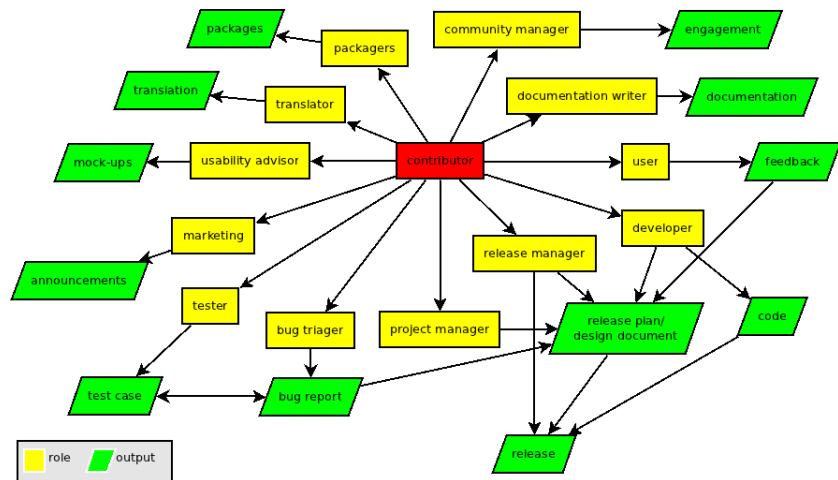 packages
community manager
engagement
packagers
translation
translator
documentation writer
documentation
mock-ups
usability advisor
contributor
user
feedback
marketing
developer
release manager
announcements
tester
bug triager
project manager
release plan/
design document
code
test case
bug report
release
role
output